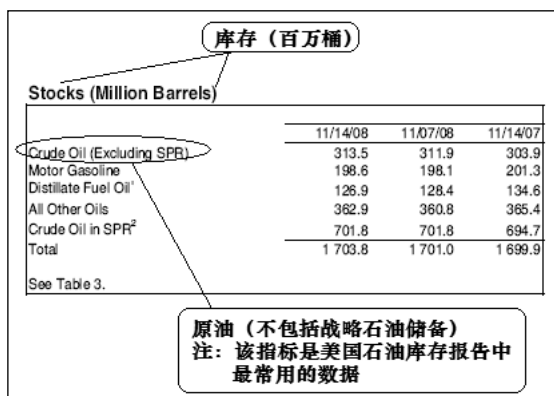 库存（百万桶）
Stocks (Million Barrels)
11/14/08 11/07/08 11/14/07
Crude Oil (Excluding SPR) 313.5 311.9 303.9
Motor Gasoline 198.6 198.1 201.3
Distillate Fuel Oil¹ 126.9 128.4 134.6
All Other Oils 362.9 360.8 365.4
Crude Oil in SPR² 701.8 701.8 694.7
Total 1 703.8 1 701.0 1 699.9
See Table 3.
原油（不包括战略石油储备）
注：该指标是美国石油库存报告中
最常用的数据